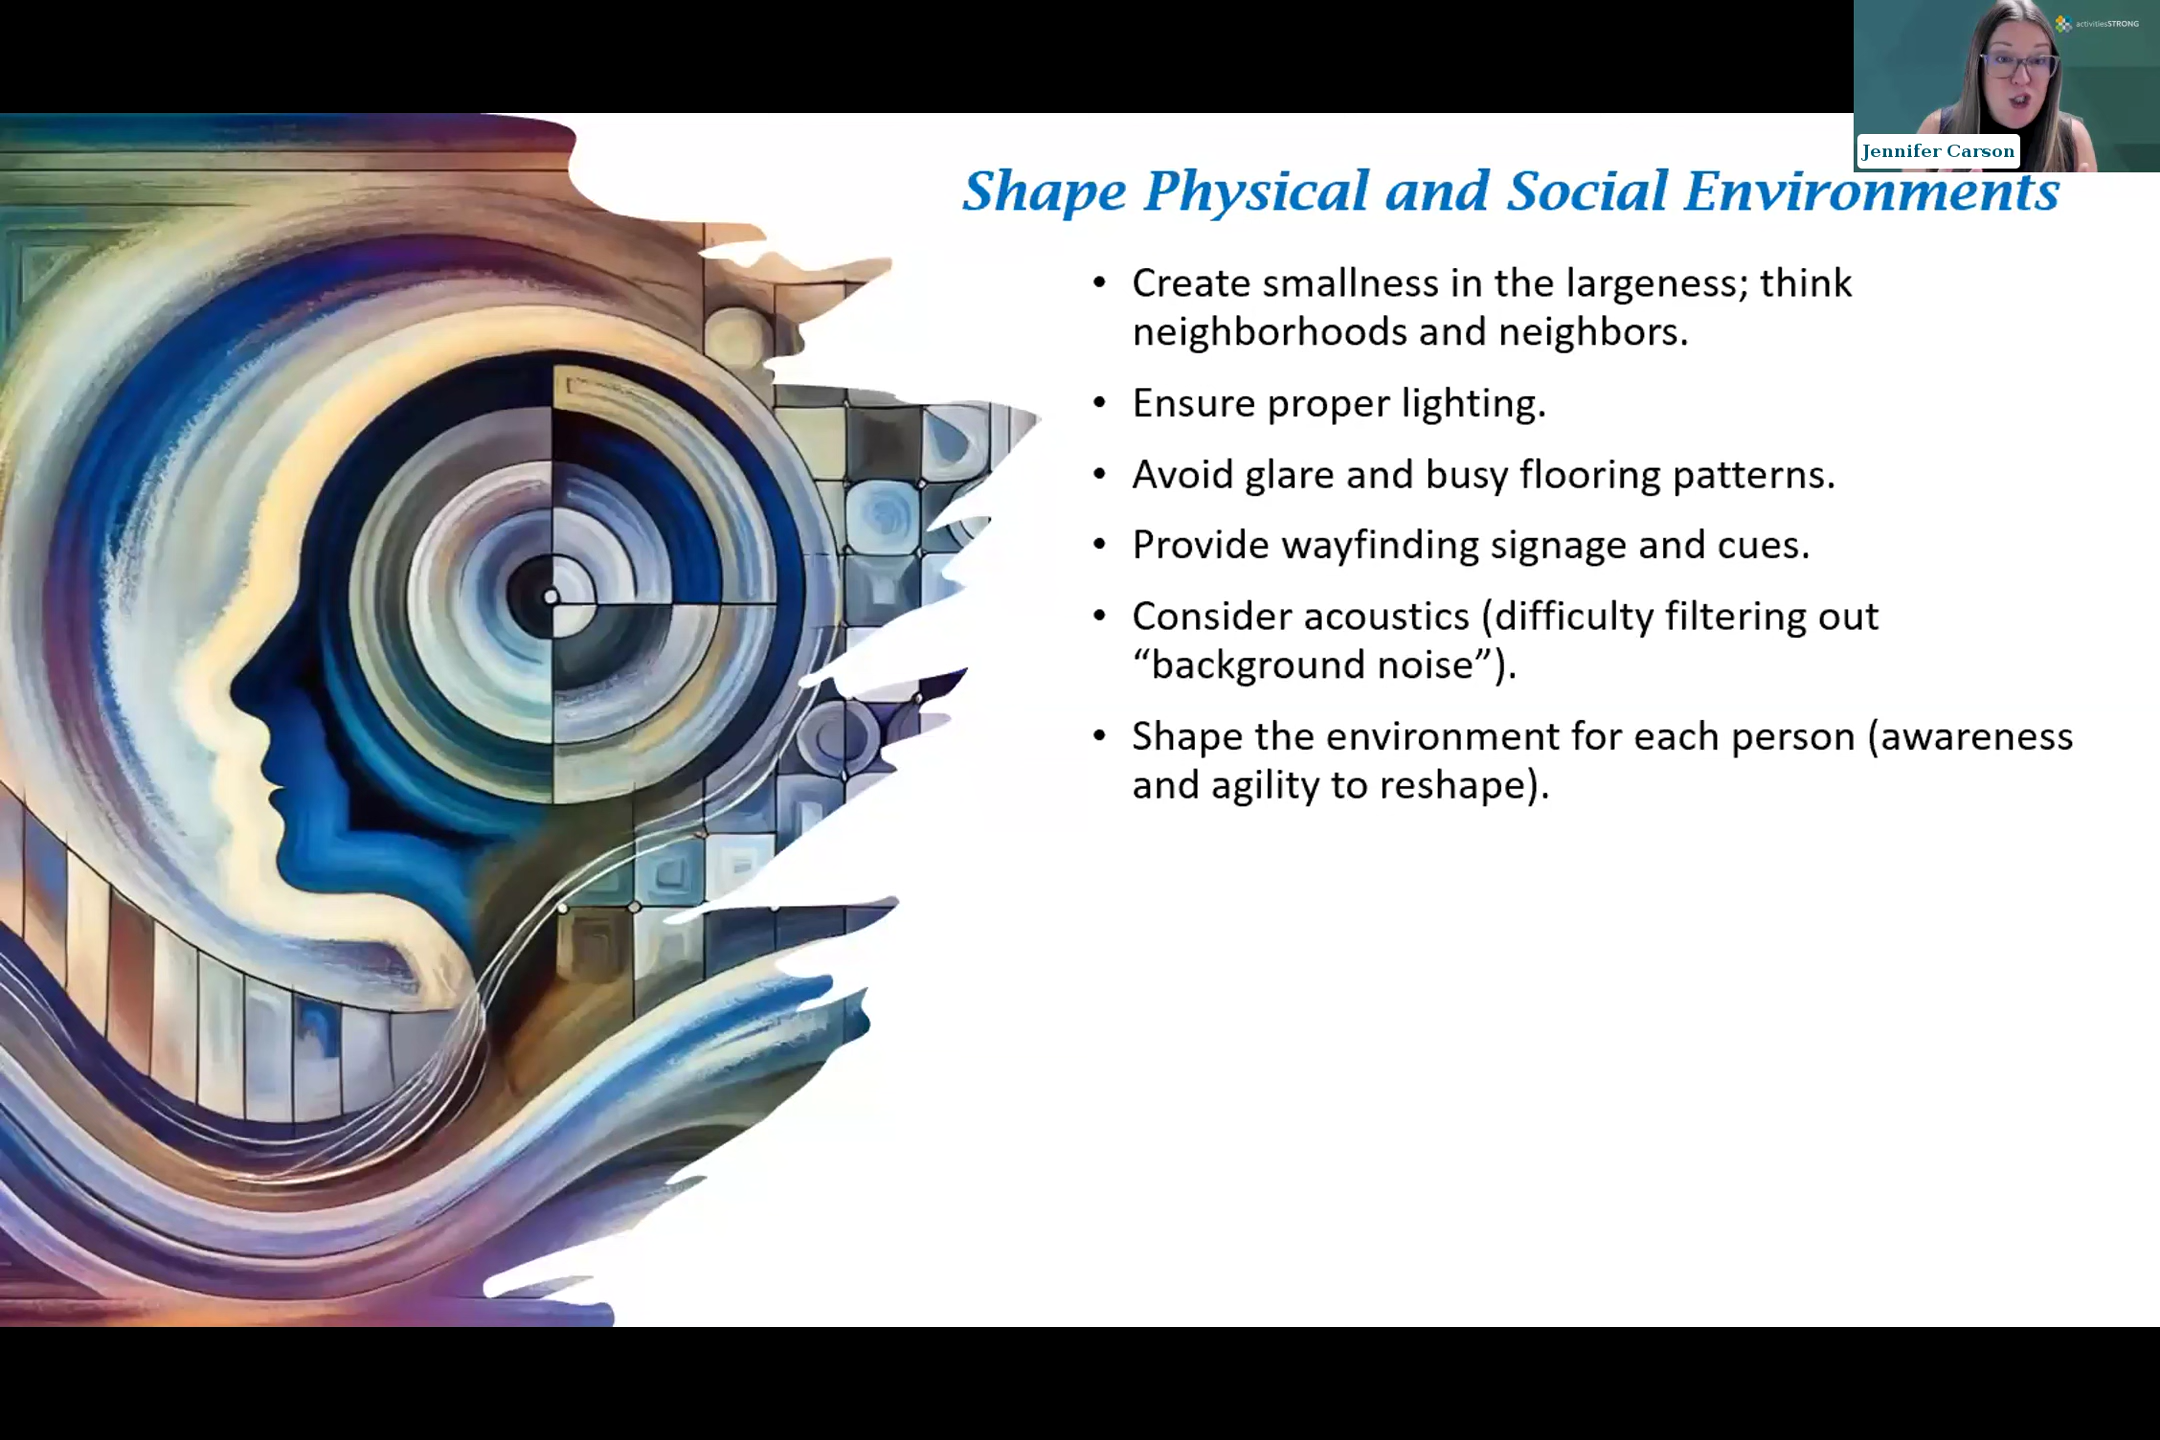 activitiesSTRONG
Jennifer Carson
Shape Physical and Social Environments
• Create smallness in the largeness; think
neighborhoods and neighbors.
• Ensure proper lighting.
• Avoid glare and busy flooring patterns.
• Provide wayfinding signage and cues.
• Consider acoustics (difficulty filtering out
“background noise”).
• Shape the environment for each person (awareness
and agility to reshape).